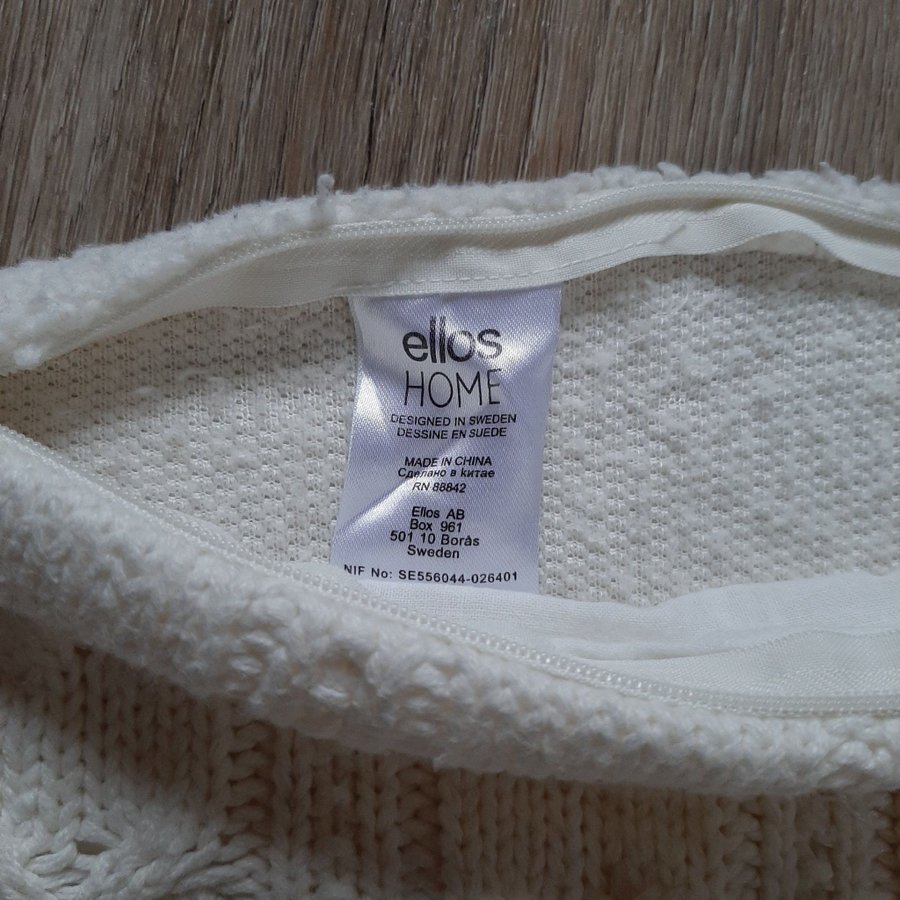 ellos
HOME
DESIGNED IN SWEDEN
DESSINE EN SUEDE
MADE IN CHINA
Сделано в китае
RN 88842
Ellos AB
Box 961
501 10 Borås
Sweden
NIF No: SE556044-026401